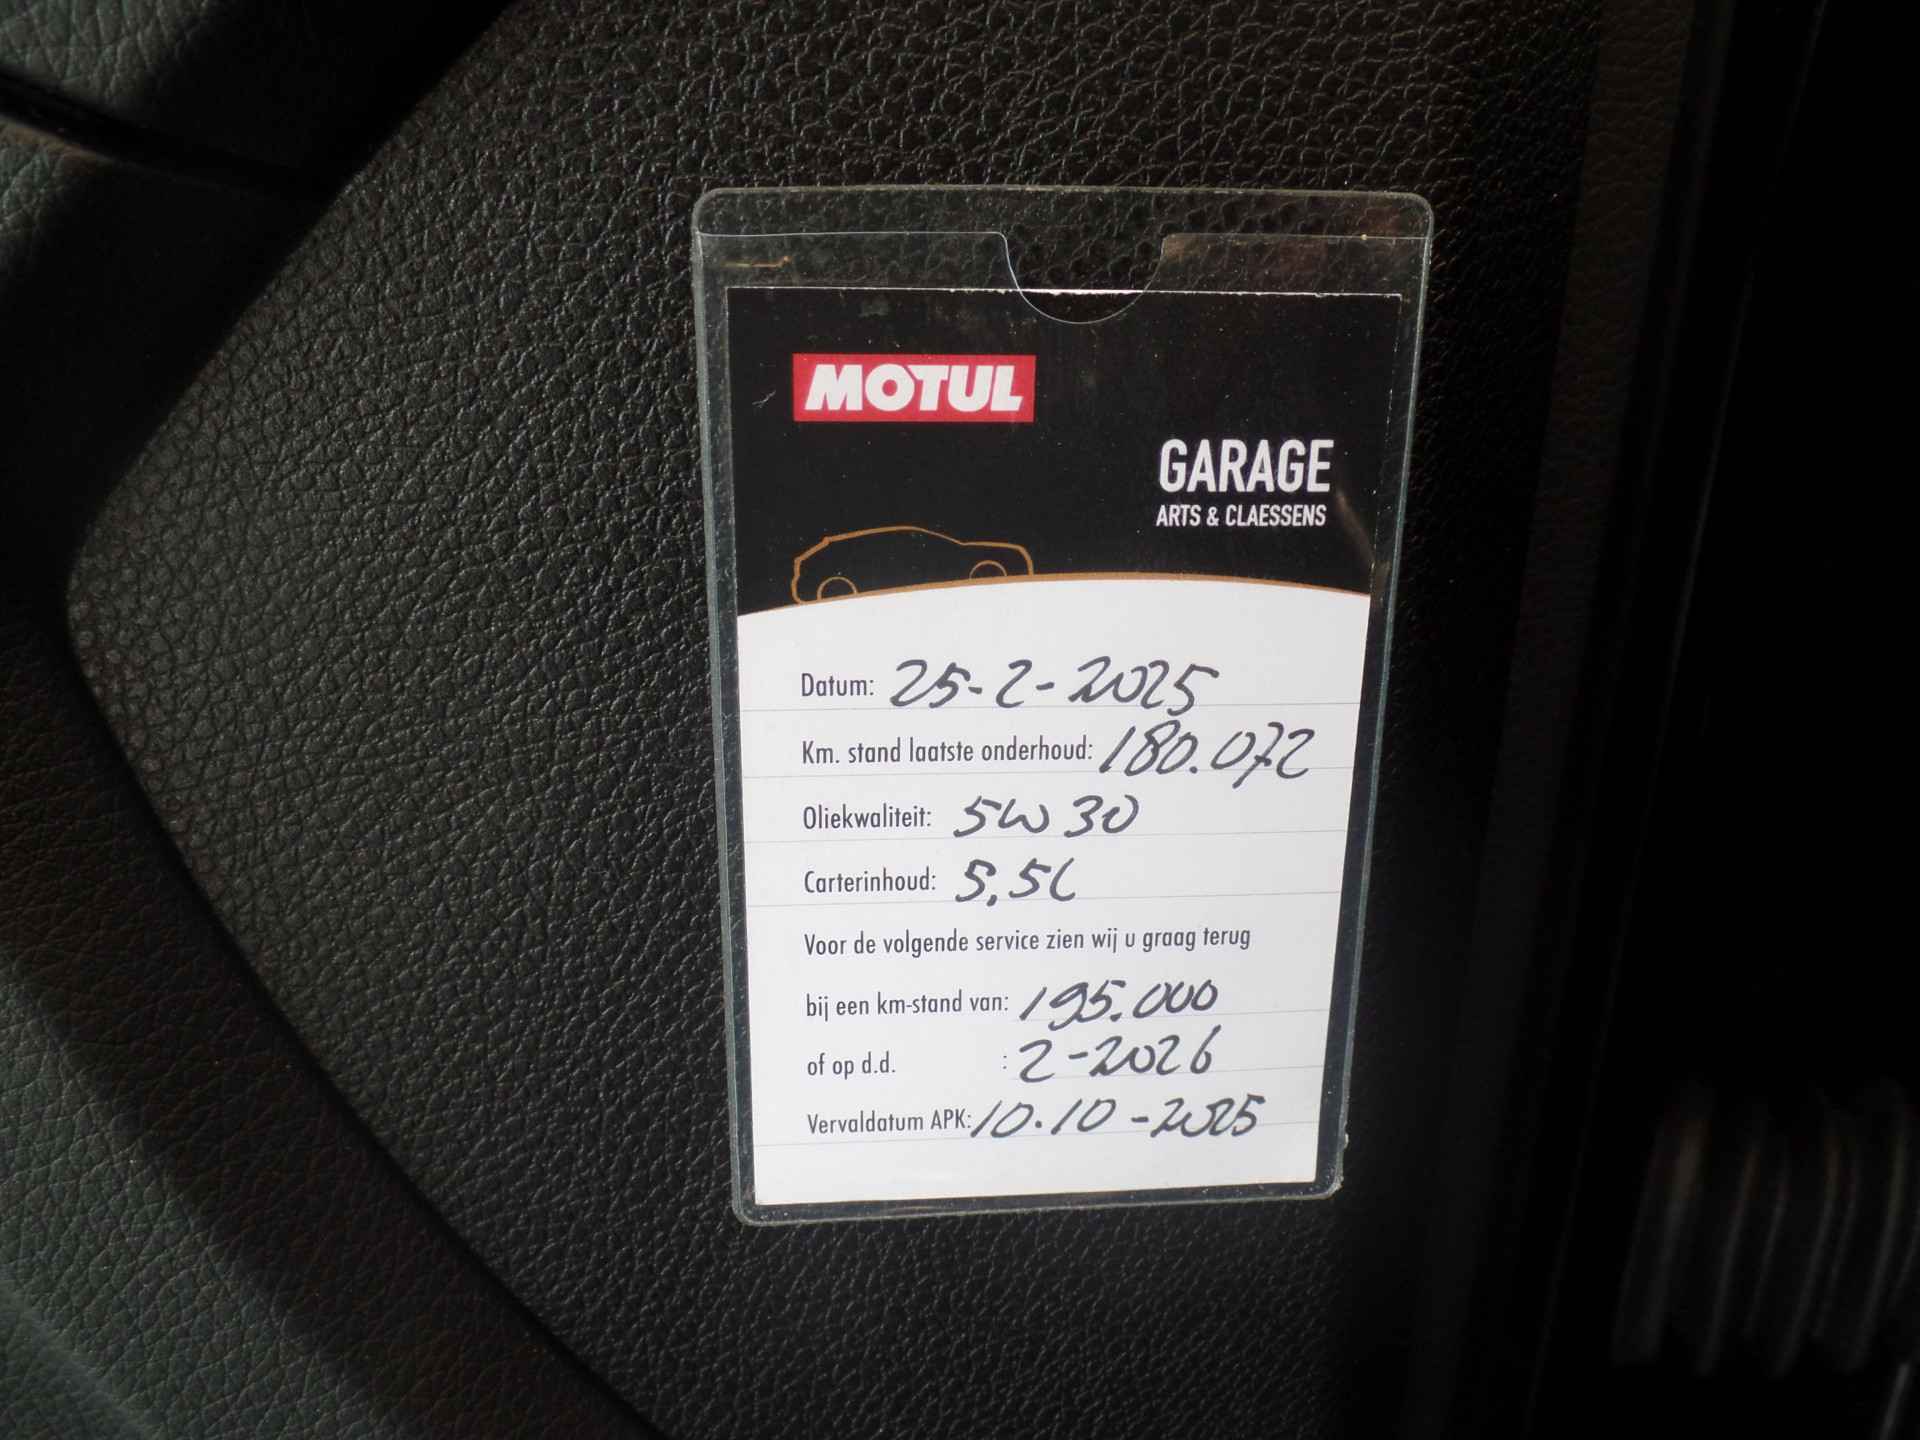 MOTUL
GARAGE
ARTS & CLAESSENS
Datum: 25-2-2025
Km. stand laatste onderhoud: 180.072
Oliekwaliteit: 5W30
Carterinhoud: 5,5L
Voor de volgende service zien wij u graag terug
bij een km-stand van: 195.000
of op d.d. : 2-2026
Vervaldatum APK: 10.10-2025